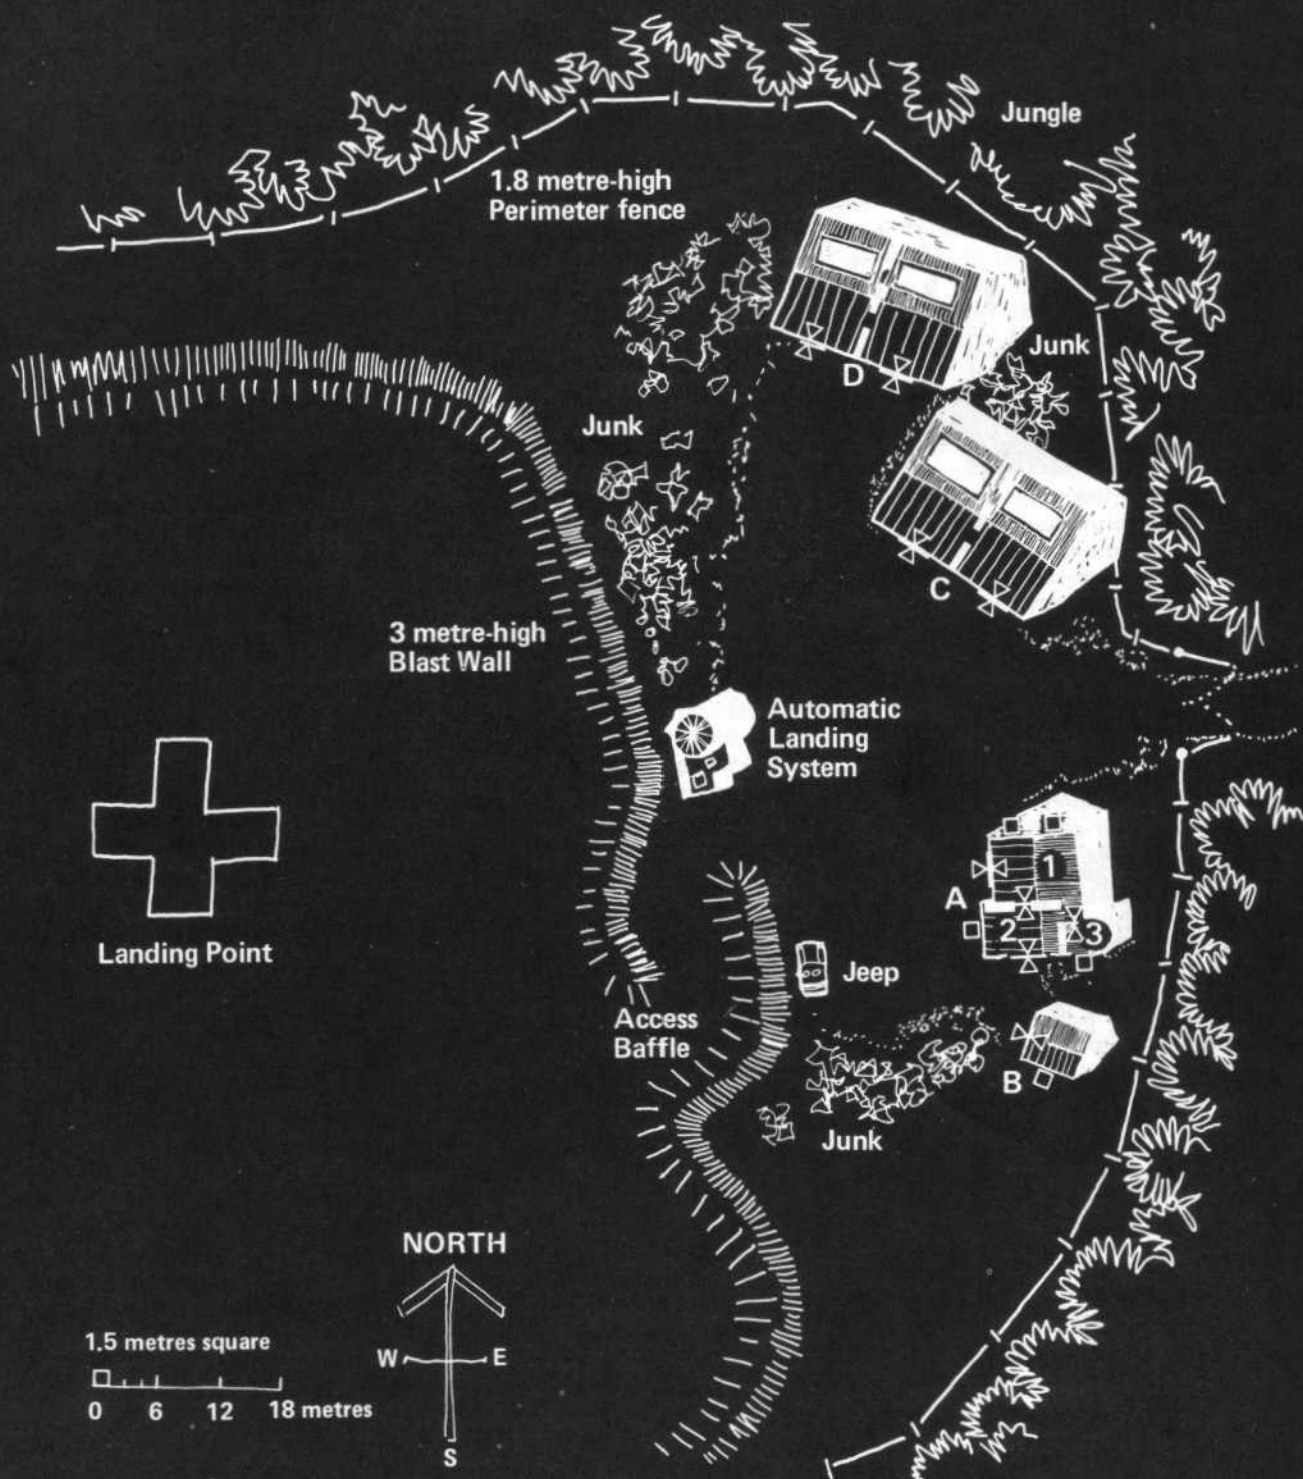 Jungle
1.8 metre-high
Perimeter fence
Junk
D
Junk
C
3 metre-high
Blast Wall
Automatic
Landing
System
1
A
2
3
Landing Point
Jeep
Access
Baffle
B
Junk
NORTH
1.5 metres square
W
E
0 6 12 18 metres
S